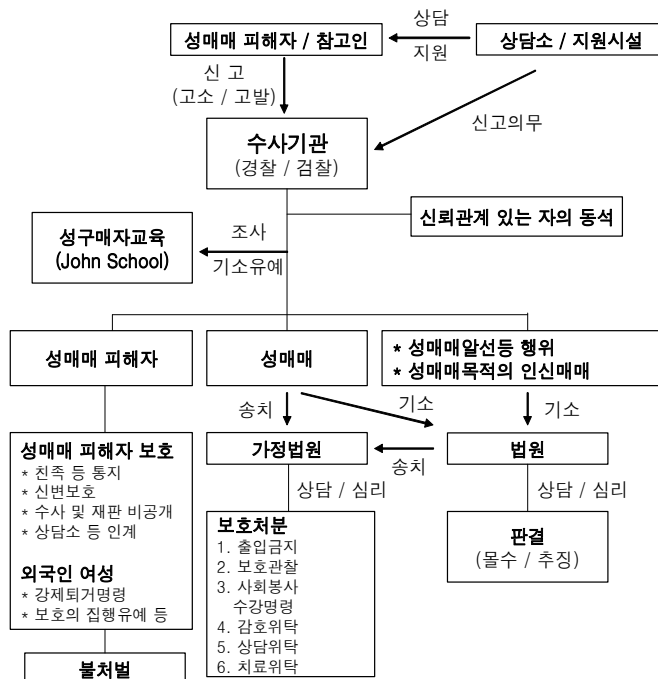 성매매 피해자 / 참고인
상담
지원
상담소 / 지원시설
신 고
(고소 / 고발)
신고의무
수사기관
(경찰 / 검찰)
신뢰관계 있는 자의 동석
성구매자교육
(John School)
조사
기소유예
성매매 피해자
성매매
* 성매매알선등 행위
* 성매매목적의 인신매매
송치
기소
기소
성매매 피해자 보호
* 친족 등 통지
* 신변보호
* 수사 및 재판 비공개
* 상담소 등 인계
외국인 여성
* 강제퇴거명령
* 보호의 집행유예 등
불처벌
가정법원
송치
법원
상담 / 심리
상담 / 심리
보호처분
1. 출입금지
2. 보호관찰
3. 사회봉사
수강명령
4. 감호위탁
5. 상담위탁
6. 치료위탁
판결
(몰수 / 추징)